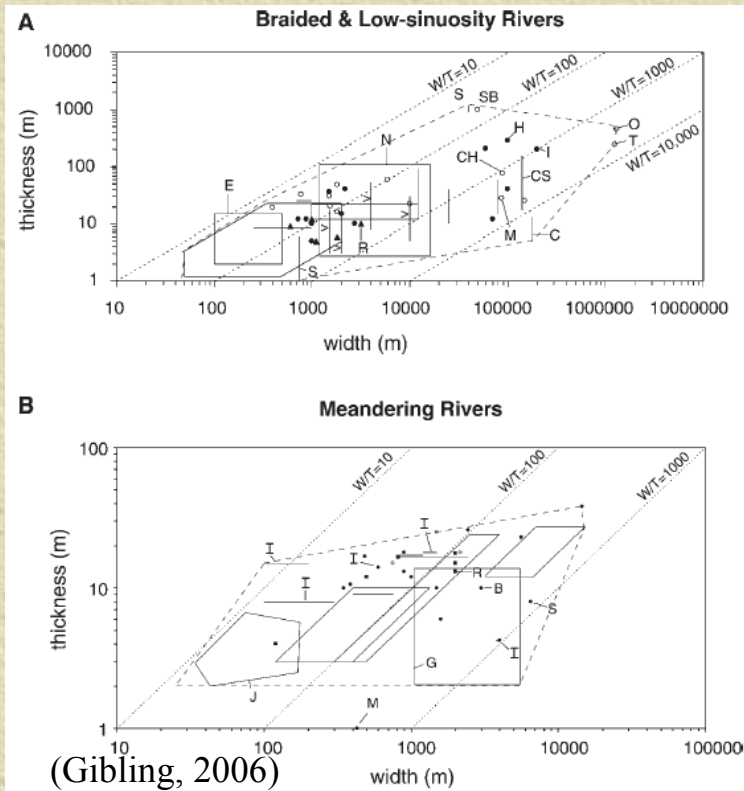 A
Braided & Low-sinuosity Rivers
10000
1000
100
10
1
thickness (m)
W/T=10
W/T=100
W/T=1000
W/T=10,000
S
SB
O
T
H
I
N
CH
CS
E
M
C
R
S
10
100
1000
10000
100000
1000000
10000000
width (m)
B
Meandering Rivers
100
10
1
thickness (m)
W/T=10
W/T=100
W/T=1000
I
I
I
I
R
B
S
G
I
J
M
10
100
1000
10000
100000
width (m)
(Gibling, 2006)